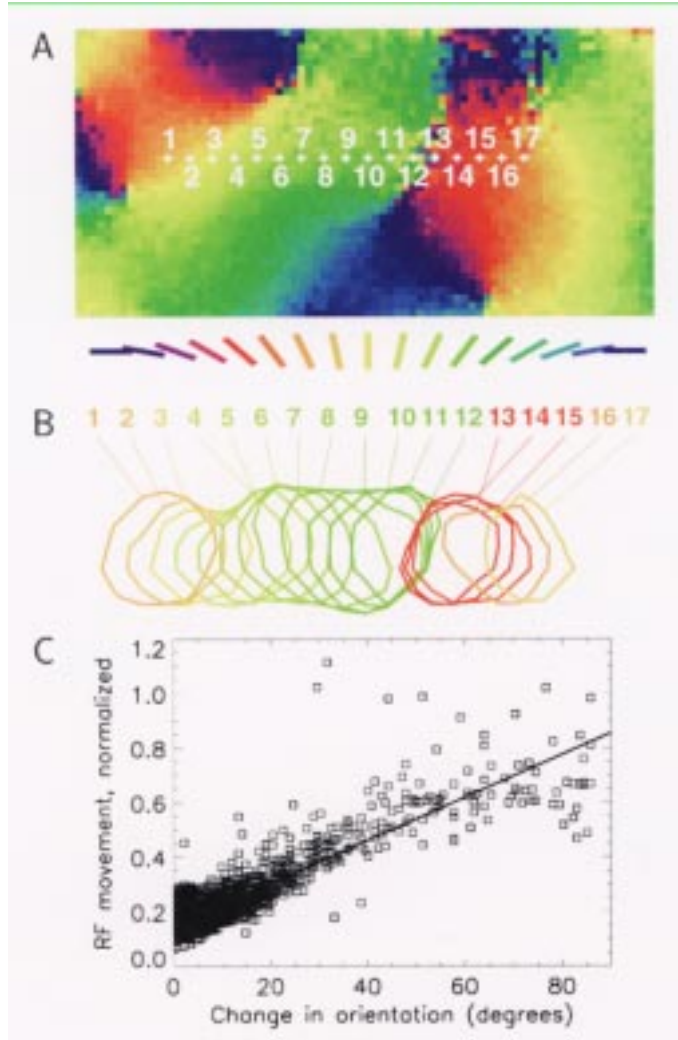 A
1 3 5 7 9 11 13 15 17
2 4 6 8 10 12 14 16
B
1 2 3 4 5 6 7 8 9 10 11 12 13 14 15 16 17
C
RF movement, normalized
1.2
1.0
0.8
0.6
0.4
0.2
0.0
0 20 40 60 80
Change in orientation (degrees)